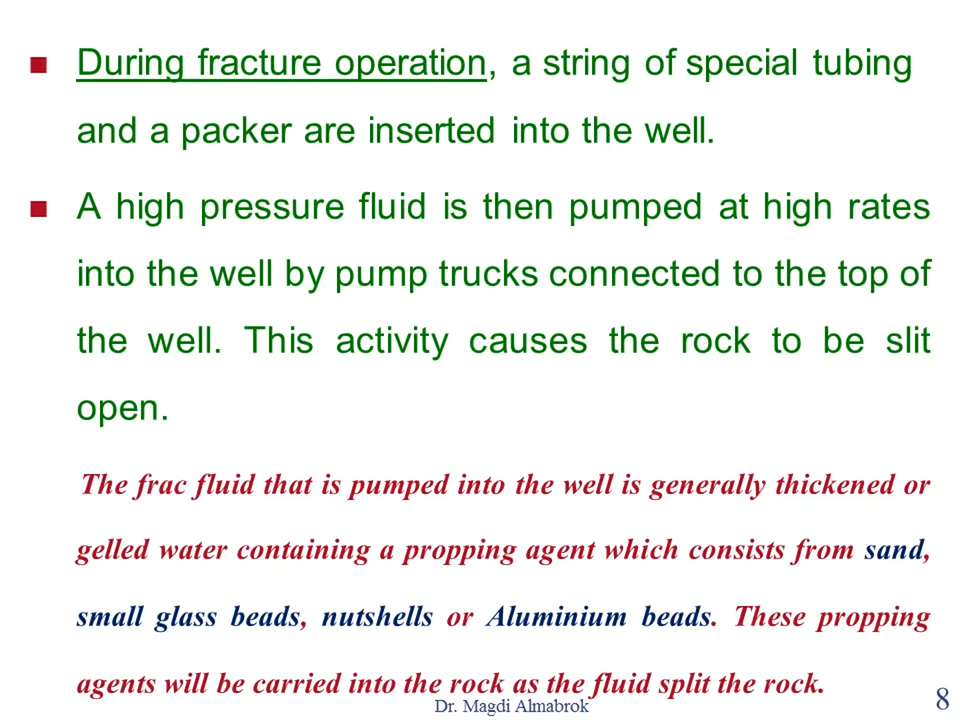 During fracture operation, a string of special tubing
and a packer are inserted into the well.
A high pressure fluid is then pumped at high rates
into the well by pump trucks connected to the top of
the well. This activity causes the rock to be slit
open.
The frac fluid that is pumped into the well is generally thickened or
gelled water containing a propping agent which consists from sand,
small glass beads, nutshells or Aluminium beads. These propping
agents will be carried into the rock as the fluid split the rock.
Dr. Magdi Almabrok
8